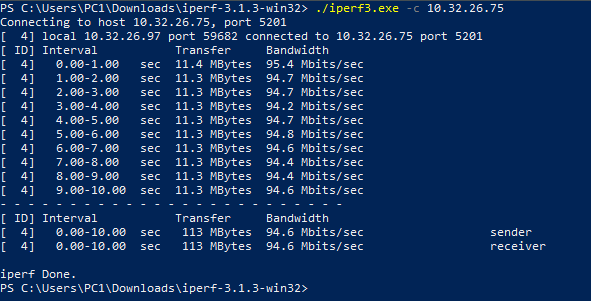 PS C:\Users\PC1\Downloads\iperf-3.1.3-win32> ./iperf3.exe -c 10.32.26.75
Connecting to host 10.32.26.75, port 5201
[  4] local 10.32.26.97 port 59682 connected to 10.32.26.75 port 5201
[ ID] Interval           Transfer     Bandwidth
[  4]   0.00-1.00   sec  11.4 MBytes  95.4 Mbits/sec
[  4]   1.00-2.00   sec  11.3 MBytes  94.7 Mbits/sec
[  4]   2.00-3.00   sec  11.3 MBytes  94.7 Mbits/sec
[  4]   3.00-4.00   sec  11.3 MBytes  94.2 Mbits/sec
[  4]   4.00-5.00   sec  11.3 MBytes  94.7 Mbits/sec
[  4]   5.00-6.00   sec  11.3 MBytes  94.8 Mbits/sec
[  4]   6.00-7.00   sec  11.3 MBytes  94.6 Mbits/sec
[  4]   7.00-8.00   sec  11.3 MBytes  94.4 Mbits/sec
[  4]   8.00-9.00   sec  11.3 MBytes  94.4 Mbits/sec
[  4]   9.00-10.00  sec  11.3 MBytes  94.6 Mbits/sec
- - - - - - - - - - - - - - - - - - - - - - - - -
[ ID] Interval           Transfer     Bandwidth
[  4]   0.00-10.00  sec   113 MBytes  94.6 Mbits/sec                  sender
[  4]   0.00-10.00  sec   113 MBytes  94.6 Mbits/sec                  receiver
iperf Done.
PS C:\Users\PC1\Downloads\iperf-3.1.3-win32>